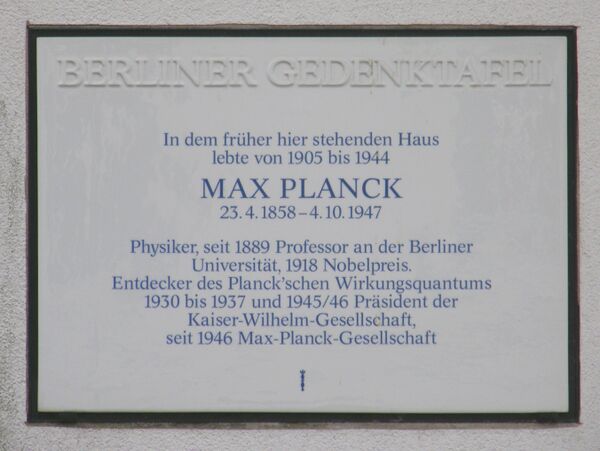 BERLINER GEDENKTAFEL
In dem früher hier stehenden Haus
lebte von 1905 bis 1944
MAX PLANCK
23.4.1858–4.10.1947
Physiker, seit 1889 Professor an der Berliner
Universität, 1918 Nobelpreis.
Entdecker des Planck'schen Wirkungsquantums
1930 bis 1937 und 1945/46 Präsident der
Kaiser-Wilhelm-Gesellschaft,
seit 1946 Max-Planck-Gesellschaft